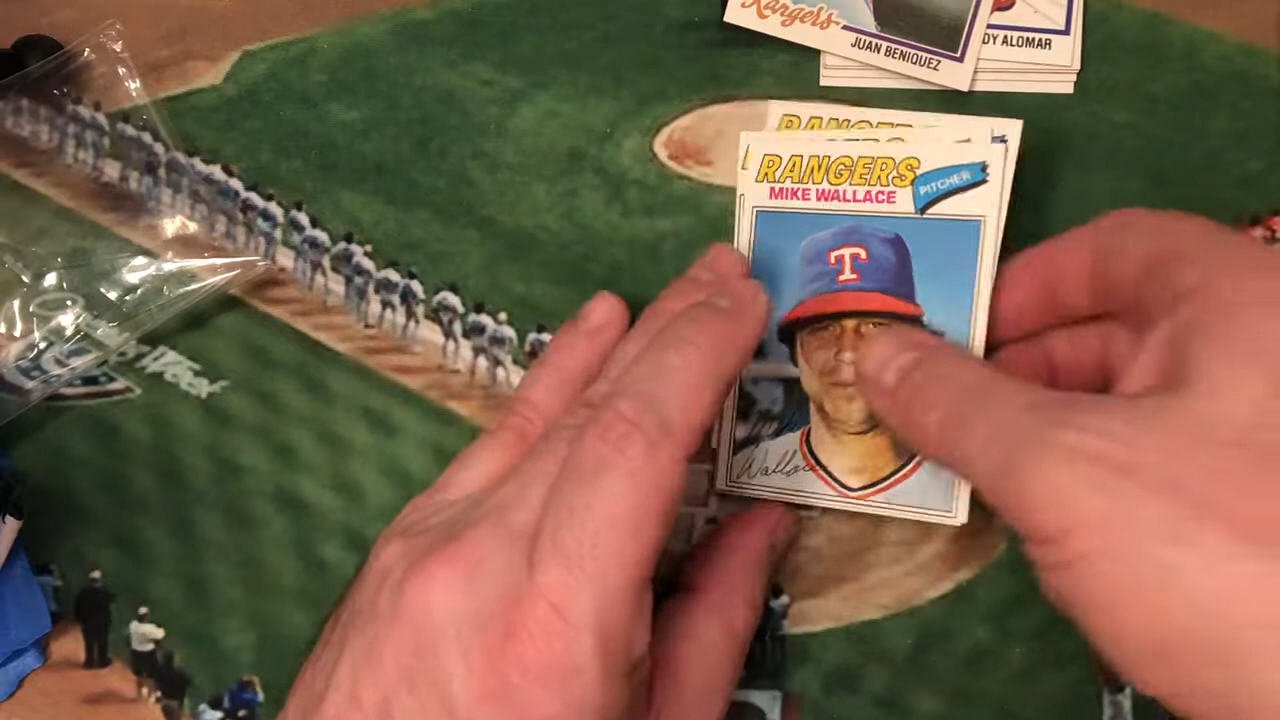 Rangers
JUAN BENIQUEZ
DY ALOMAR
RANGERS
RANGERS
MIKE WALLACE
PITCHER
T
Wallace